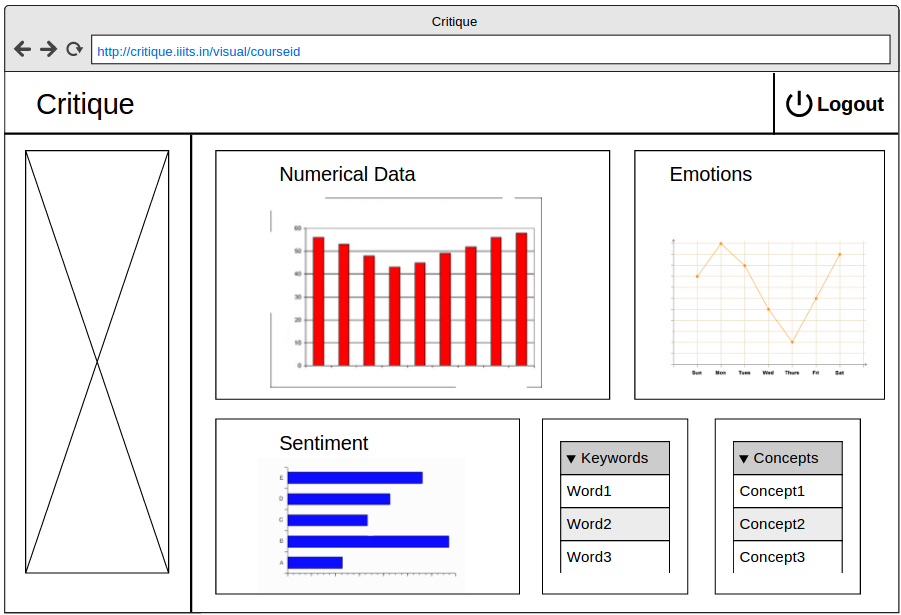 Critique
http://critique.iiits.in/visual/courseid
Critique
Logout
Numerical Data
60
50
40
30
20
10
0
Emotions
Sun Mon Tues Wed Thurs Fri Sat
Sentiment
E
D
C
B
A
▼ Keywords
Word1
Word2
Word3
▼ Concepts
Concept1
Concept2
Concept3